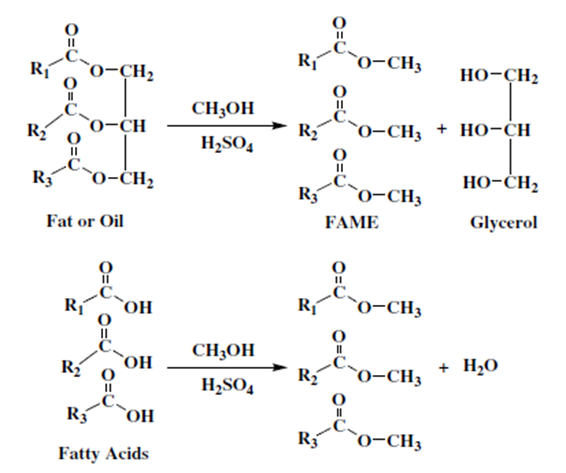 O
C
R₁
O-CH₂
O
C
R₂
O-CH
O
C
R₃
O-CH₂
Fat or Oil
CH₃OH
H₂SO₄
O
C
R₁
O-CH₃
O
C
R₂
O-CH₃
O
C
R₃
O-CH₃
FAME
+
HO-CH₂
HO-CH
HO-CH₂
Glycerol
O
C
R₁
OH
O
C
R₂
OH
O
C
R₃
OH
Fatty Acids
CH₃OH
H₂SO₄
O
C
R₁
O-CH₃
O
C
R₂
O-CH₃
O
C
R₃
O-CH₃
+ H₂O